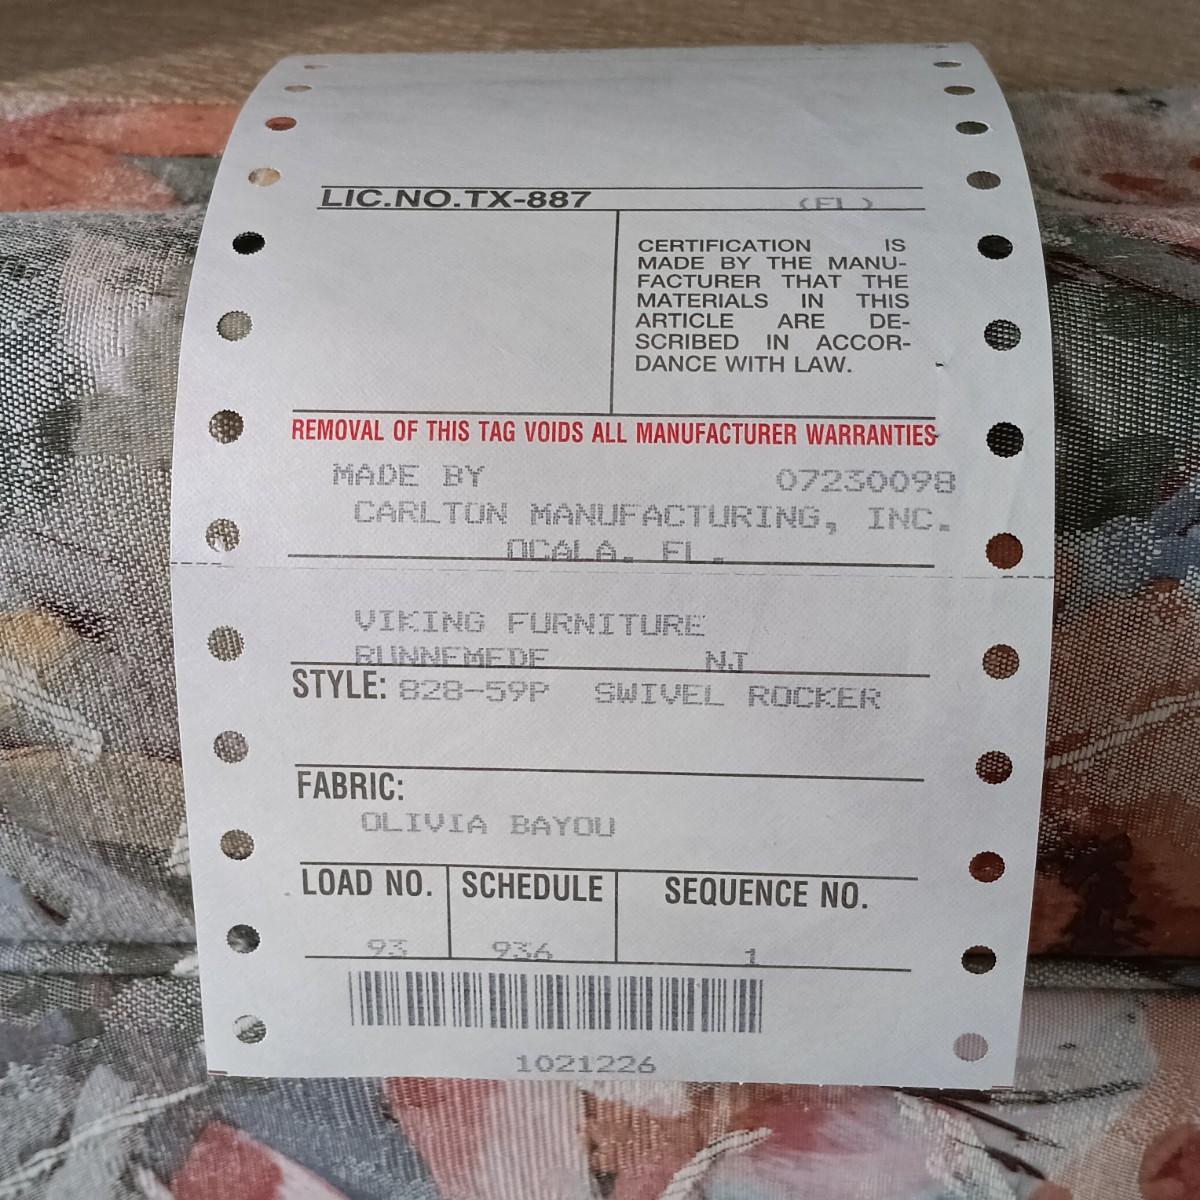 LIC.NO.TX-887 (FL)
CERTIFICATION IS
MADE BY THE MANU-
FACTURER THAT THE
MATERIALS IN THIS
ARTICLE ARE DE-
SCRIBED IN ACCOR-
DANCE WITH LAW.
REMOVAL OF THIS TAG VOIDS ALL MANUFACTURER WARRANTIES
MADE BY 07230098
CARLTON MANUFACTURING, INC.
OCALA, FL.
VIKING FURNITURE
RUNNEMEDE NJ
STYLE: 828-59P SWIVEL ROCKER
FABRIC:
OLIVIA BAYOU
LOAD NO. SCHEDULE SEQUENCE NO.
93 936 1
1021226